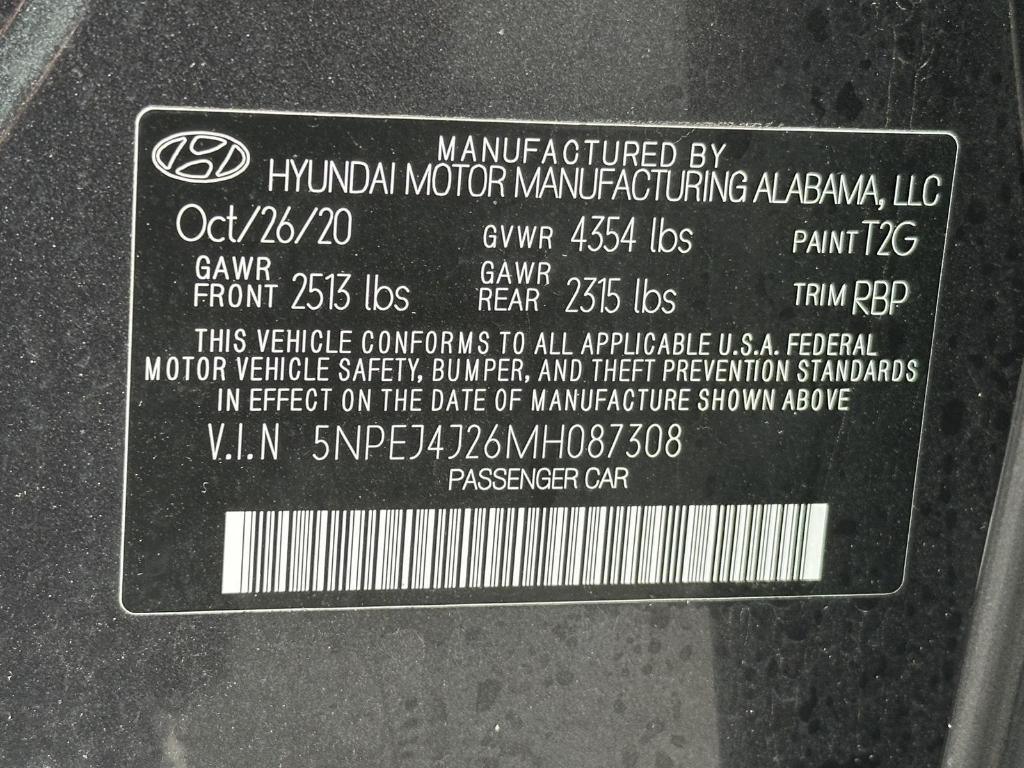 MANUFACTURED BY
HYUNDAI MOTOR MANUFACTURING ALABAMA, LLC
Oct/26/20 GVWR 4354 lbs PAINT T2G
GAWR FRONT 2513 lbs GAWR REAR 2315 lbs TRIM RBP
THIS VEHICLE CONFORMS TO ALL APPLICABLE U.S.A. FEDERAL
MOTOR VEHICLE SAFETY, BUMPER, AND THEFT PREVENTION STANDARDS
IN EFFECT ON THE DATE OF MANUFACTURE SHOWN ABOVE
V.I.N 5NPEJ4J26MH087308
PASSENGER CAR